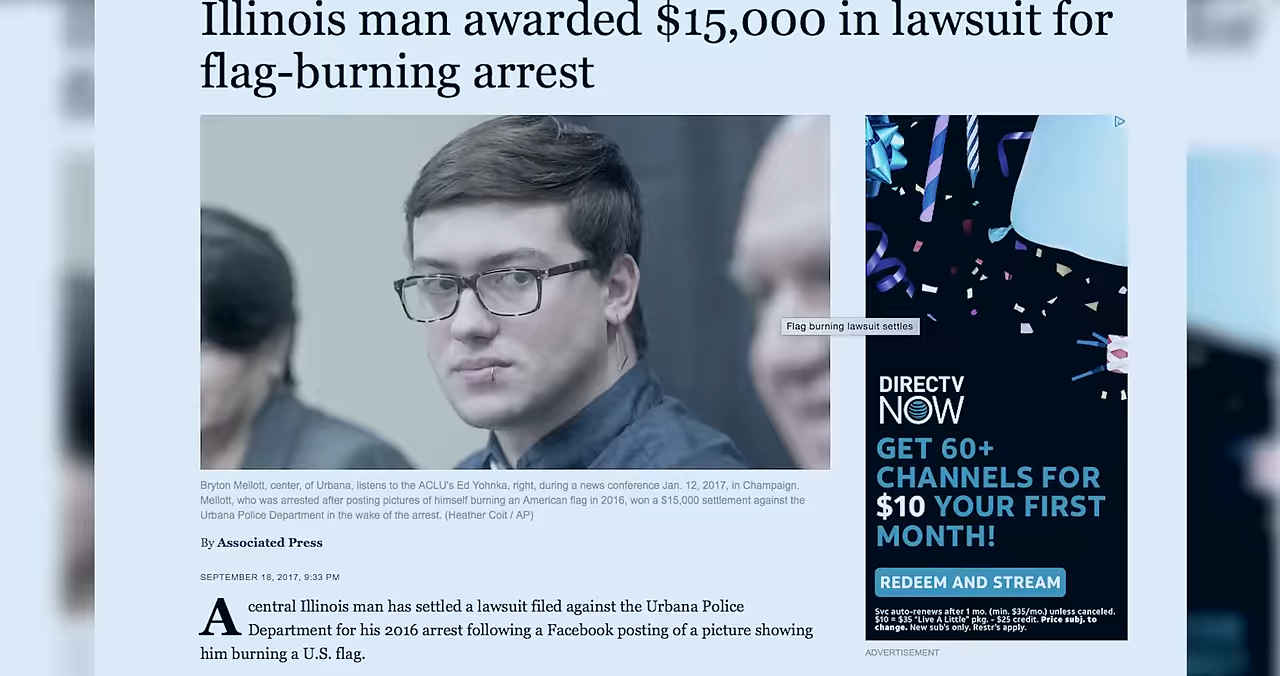 Illinois man awarded $15,000 in lawsuit for
flag-burning arrest
Flag burning lawsuit settles
Bryton Mellott, center, of Urbana, listens to the ACLU's Ed Yohnka, right, during a news conference Jan. 12, 2017, in Champaign.
Mellott, who was arrested after posting pictures of himself burning an American flag in 2016, won a $15,000 settlement against the
Urbana Police Department in the wake of the arrest. (Heather Coit / AP)
By Associated Press
SEPTEMBER 18, 2017, 9:33 PM
A central Illinois man has settled a lawsuit filed against the Urbana Police
Department for his 2016 arrest following a Facebook posting of a picture showing
him burning a U.S. flag.
DIRECTV
NOW
GET 60+
CHANNELS FOR
$10 YOUR FIRST
MONTH!
REDEEM AND STREAM
Svc auto-renews after 1 mo. (min. $35/mo.) unless canceled.
$10 = $35 "Live A Little" pkg. - $25 credit. Price subj. to
change. New sub's only. Restr's apply.
ADVERTISEMENT